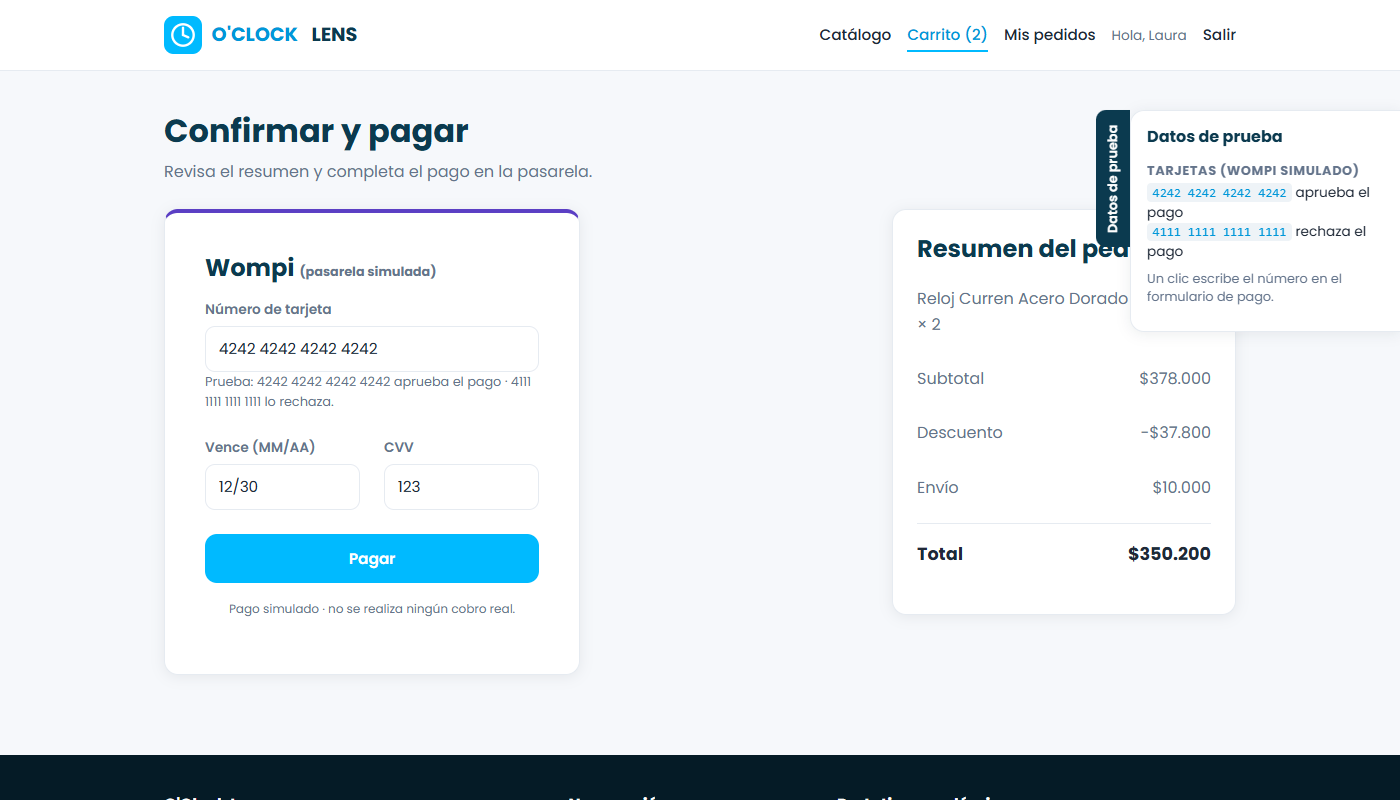 O'CLOCK LENS
Catálogo Carrito (2) Mis pedidos Hola, Laura Salir
Confirmar y pagar
Revisa el resumen y completa el pago en la pasarela.
Wompi (pasarela simulada)
Número de tarjeta
4242 4242 4242 4242
Prueba: 4242 4242 4242 4242 aprueba el pago · 4111
1111 1111 1111 lo rechaza.
Vence (MM/AA) CVV
12/30 123
Pagar
Pago simulado · no se realiza ningún cobro real.
Datos de prueba
Datos de prueba
TARJETAS (WOMPI SIMULADO)
4242 4242 4242 4242 aprueba el
pago
4111 1111 1111 1111 rechaza el
pago
Un clic escribe el número en el
formulario de pago.
Resumen del
Reloj Curren Acero Dorado
× 2
Subtotal $378.000
Descuento −$37.800
Envío $10.000
Total $350.200